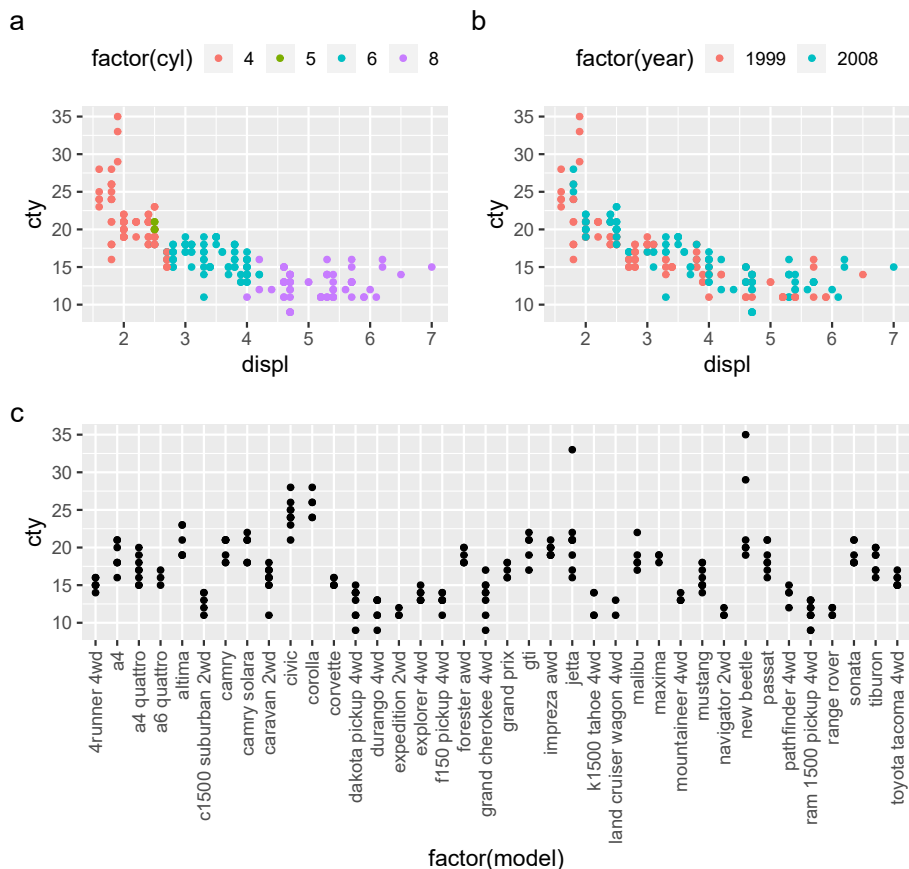 a
factor(cyl) 4 5 6 8
35
30
25
20
15
10
cty
2 3 4 5 6 7
displ
b
factor(year) 1999 2008
35
30
25
20
15
10
cty
2 3 4 5 6 7
displ
c
35
30
25
20
15
10
cty
4runner 4wd
a4
a4 quattro
a6 quattro
altima
c1500 suburban 2wd
camry
camry solara
caravan 2wd
civic
corolla
corvette
dakota pickup 4wd
durango 4wd
expedition 2wd
explorer 4wd
f150 pickup 4wd
forester awd
grand cherokee 4wd
grand prix
gti
impreza awd
jetta
k1500 tahoe 4wd
land cruiser wagon 4wd
malibu
maxima
mountaineer 4wd
mustang
navigator 2wd
new beetle
passat
pathfinder 4wd
ram 1500 pickup 4wd
range rover
sonata
tiburon
toyota tacoma 4wd
factor(model)